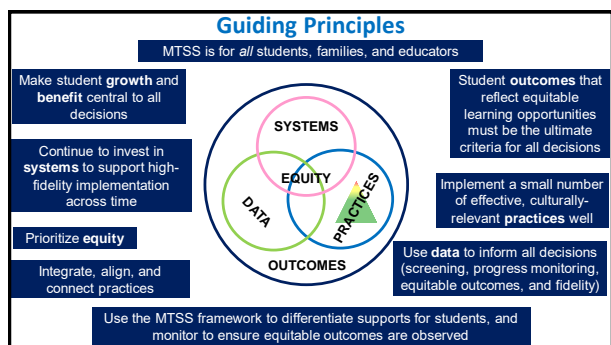 Guiding Principles
MTSS is for all students, families, and educators
Make student growth and
benefit central to all
decisions
Continue to invest in
systems to support high-
fidelity implementation
across time
Prioritize equity
Integrate, align, and
connect practices
SYSTEMS
EQUITY
DATA
PRACTICES
OUTCOMES
Student outcomes that
reflect equitable
learning opportunities
must be the ultimate
criteria for all decisions
Implement a small number
of effective, culturally-
relevant practices well
Use data to inform all decisions
(screening, progress monitoring,
equitable outcomes, and fidelity)
Use the MTSS framework to differentiate supports for students, and
monitor to ensure equitable outcomes are observed